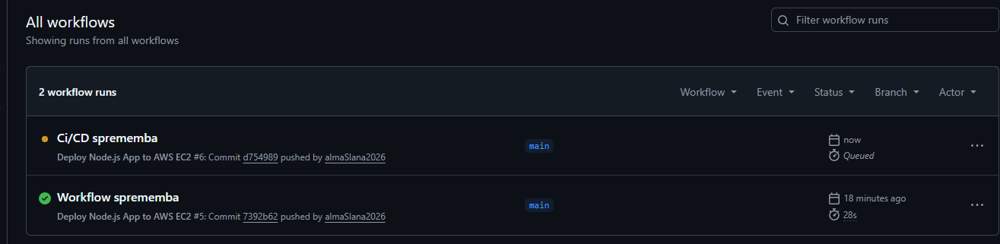 All workflows
Filter workflow runs
Showing runs from all workflows
2 workflow runs
Workflow Event Status Branch Actor
Ci/CD sprememba
main
now
Deploy Node.js App to AWS EC2 #6: Commit d754989 pushed by almaSlana2026
Queued
Workflow sprememba
main
18 minutes ago
Deploy Node.js App to AWS EC2 #5: Commit 7392b62 pushed by almaSlana2026
28s